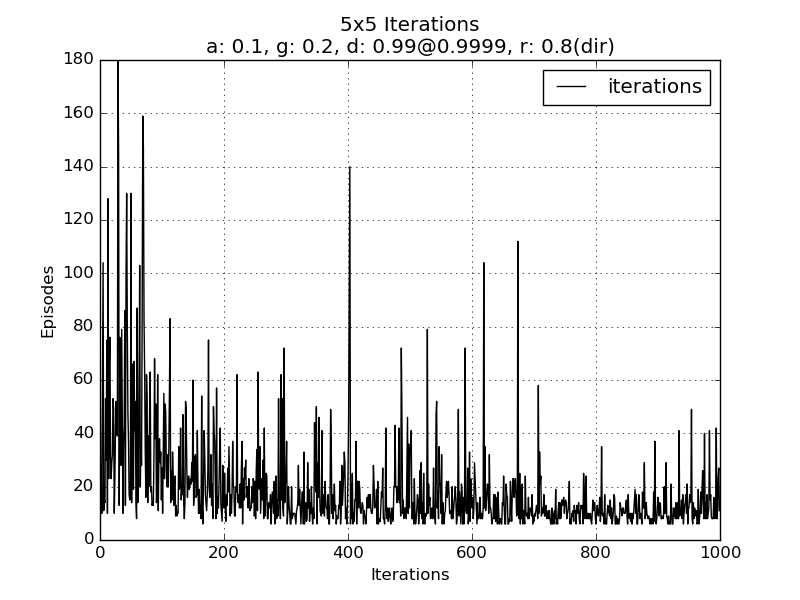 5x5 Iterations
a: 0.1, g: 0.2, d: 0.99@0.9999, r: 0.8(dir)
iterations
180
160
140
120
100
80
60
40
20
0
Episodes
0 200 400 600 800 1000
Iterations